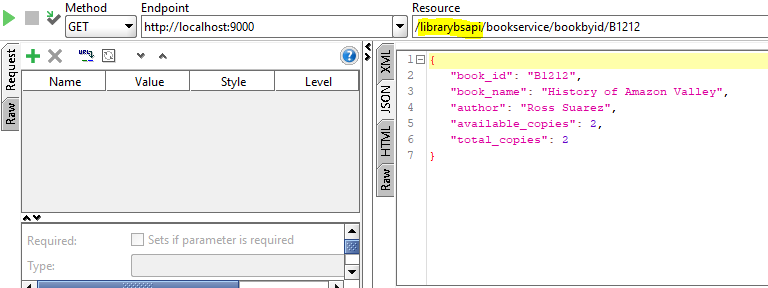 Method Endpoint Resource
GET http://localhost:9000 /librarybsapi/bookservice/bookbyid/B1212
Request
Raw
URL
?
Name Value Style Level
Required: Sets if parameter is required
Type:
XML
JSON
HTML
Raw
1 {
2 "book_id": "B1212",
3 "book_name": "History of Amazon Valley",
4 "author": "Ross Suarez",
5 "available_copies": 2,
6 "total_copies": 2
7 }